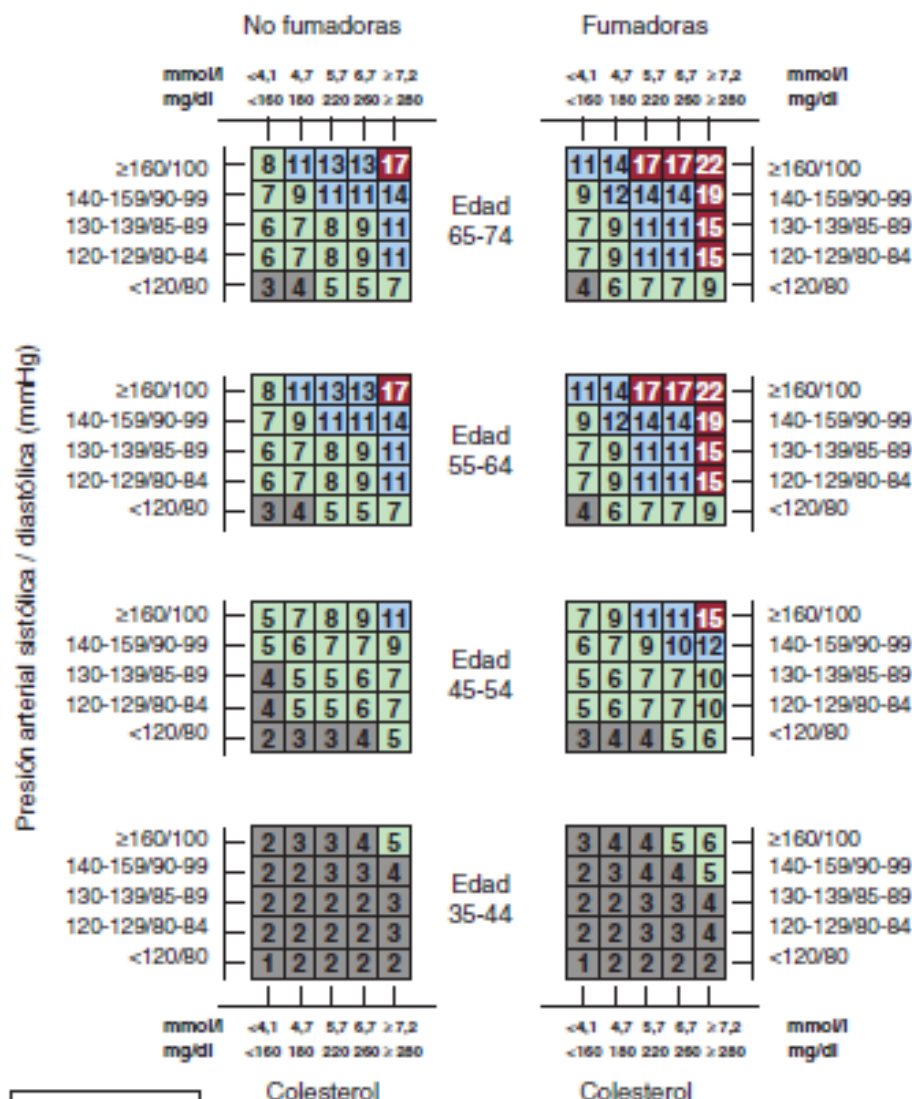 No fumadoras Fumadoras
mmol/l <4,1 4,7 5,7 6,7 ≥7,2 <4,1 4,7 5,7 6,7 ≥7,2 mmol/l
mg/dl <160 180 220 260 ≥280 <160 180 220 260 ≥280 mg/dl
≥160/100 8 11 13 13 17 11 14 17 17 22 ≥160/100
140-159/90-99 7 9 11 11 14 Edad 9 12 14 14 19 140-159/90-99
130-139/85-89 6 7 8 9 11 65-74 7 9 11 11 15 130-139/85-89
120-129/80-84 6 7 8 9 11 7 9 11 11 15 120-129/80-84
<120/80 3 4 5 5 7 4 6 7 7 9 <120/80
Presión arterial sistólica / diastólica (mmHg)
≥160/100 8 11 13 13 17 11 14 17 17 22 ≥160/100
140-159/90-99 7 9 11 11 14 Edad 9 12 14 14 19 140-159/90-99
130-139/85-89 6 7 8 9 11 55-64 7 9 11 11 15 130-139/85-89
120-129/80-84 6 7 8 9 11 7 9 11 11 15 120-129/80-84
<120/80 3 4 5 5 7 4 6 7 7 9 <120/80
≥160/100 5 7 8 9 11 7 9 11 11 15 ≥160/100
140-159/90-99 5 6 7 7 9 Edad 6 7 9 10 12 140-159/90-99
130-139/85-89 4 5 5 6 7 45-54 5 6 7 7 10 130-139/85-89
120-129/80-84 4 5 5 6 7 5 6 7 7 10 120-129/80-84
<120/80 2 3 3 4 5 3 4 4 5 6 <120/80
≥160/100 2 3 3 4 5 3 4 4 5 6 ≥160/100
140-159/90-99 2 2 3 3 4 Edad 2 3 4 4 5 140-159/90-99
130-139/85-89 2 2 2 2 3 35-44 2 2 3 3 4 130-139/85-89
120-129/80-84 2 2 2 2 3 2 2 3 3 4 120-129/80-84
<120/80 1 2 2 2 2 2 2 2 2 2 <120/80
mmol/l <4,1 4,7 5,7 6,7 ≥7,2 <4,1 4,7 5,7 6,7 ≥7,2 mmol/l
mg/dl <160 180 220 260 ≥280 <160 180 220 260 ≥280 mg/dl
Colesterol Colesterol